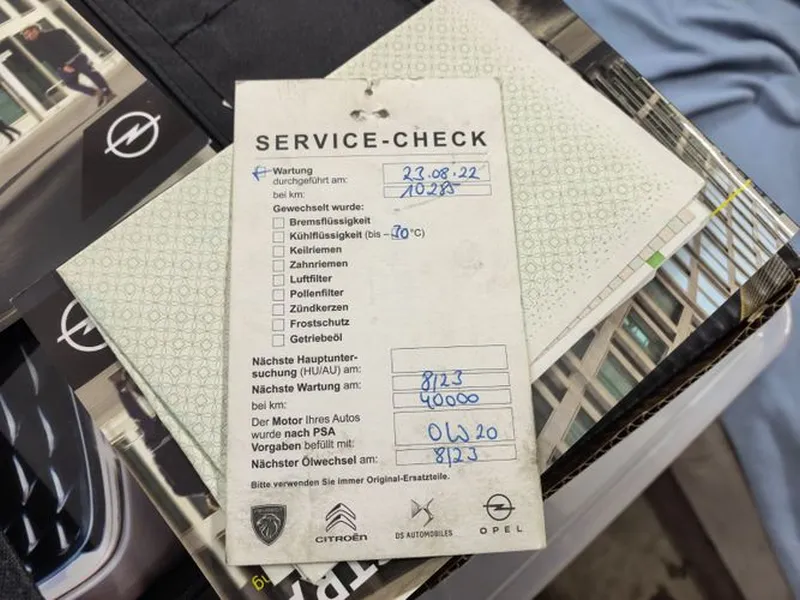 SERVICE-CHECK
Wartung
durchgeführt am: 23.08.22
bei km: 10285
Gewechselt wurde:
Bremsflüssigkeit
Kühlflüssigkeit (bis –30°C)
Keilriemen
Zahnriemen
Luftfilter
Pollenfilter
Zündkerzen
Frostschutz
Getriebeöl
Nächste Hauptunter-
suchung (HU/AU) am:
Nächste Wartung am: 8/23
bei km: 40000
Der Motor Ihres Autos
wurde nach PSA
Vorgaben befüllt mit: 0W20
Nächster Ölwechsel am: 8/23
Bitte verwenden Sie immer Original-Ersatzteile.
CITROËN
DS AUTOMOBILES
OPEL